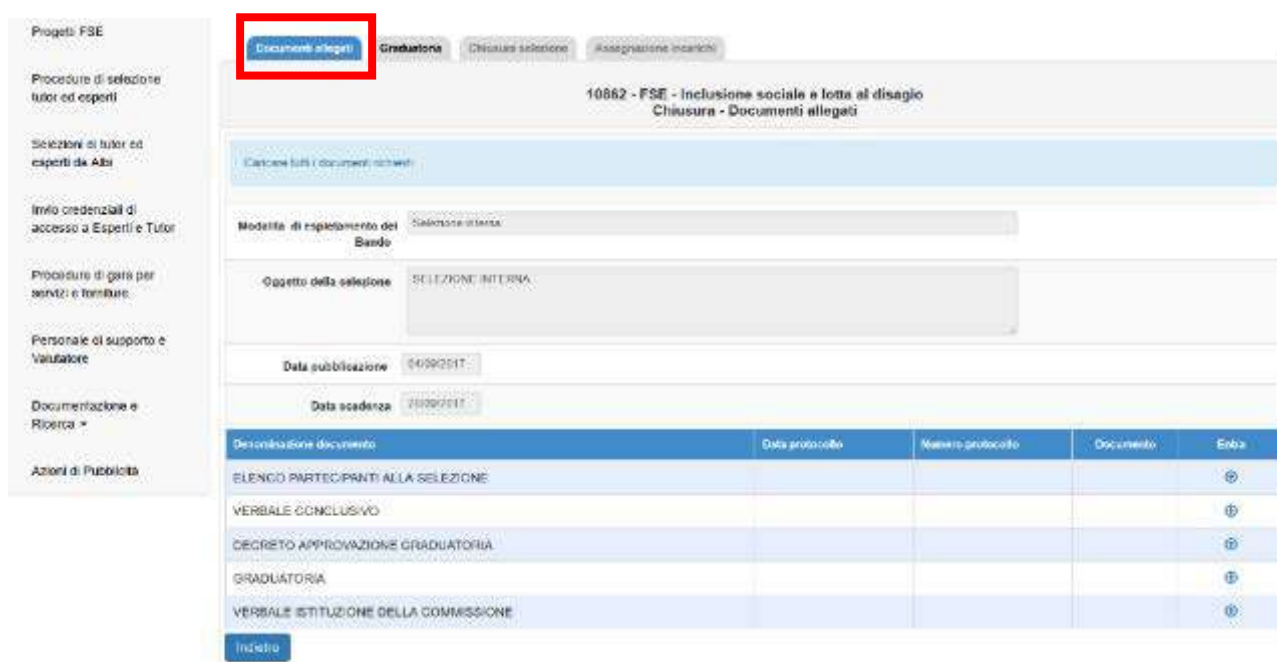 Progetti FSE
Procedure di selezione
tutor ed esperti
Selezioni di tutor ed
esperti da Albi
Invio credenziali di
accesso a Esperti e Tutor
Procedure di gara per
servizi e forniture
Personale di supporto e
Valutatore
Documentazione e
Ricerca
Azioni di Pubblicità
Documenti allegati Graduatoria Chiusura selezione Assegnazione incarichi
10862 - FSE - Inclusione sociale e lotta al disagio
Chiusura - Documenti allegati
Caricare tutti i documenti richiesti
Modalità di espletamento del Selezione interna
Bando
Oggetto della selezione SELEZIONE INTERNA
Data pubblicazione 04/09/2017
Data scadenza
Denominazione documento Data protocollo Numero protocollo Documento Entra
ELENCO PARTECIPANTI ALLA SELEZIONE
VERBALE CONCLUSIVO
DECRETO APPROVAZIONE GRADUATORIA
GRADUATORIA
VERBALE ISTITUZIONE DELLA COMMISSIONE
Indietro